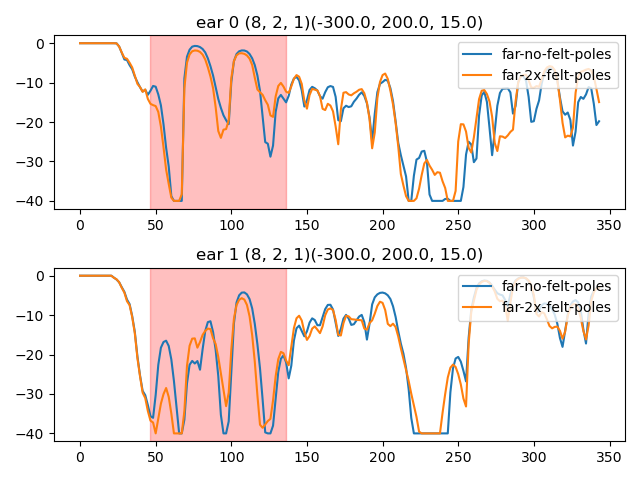 ear 0 (8, 2, 1)(-300.0, 200.0, 15.0)
0
−10
−20
−30
−40
far-no-felt-poles
far-2x-felt-poles
0 50 100 150 200 250 300 350
ear 1 (8, 2, 1)(-300.0, 200.0, 15.0)
0
−10
−20
−30
−40
far-no-felt-poles
far-2x-felt-poles
0 50 100 150 200 250 300 350